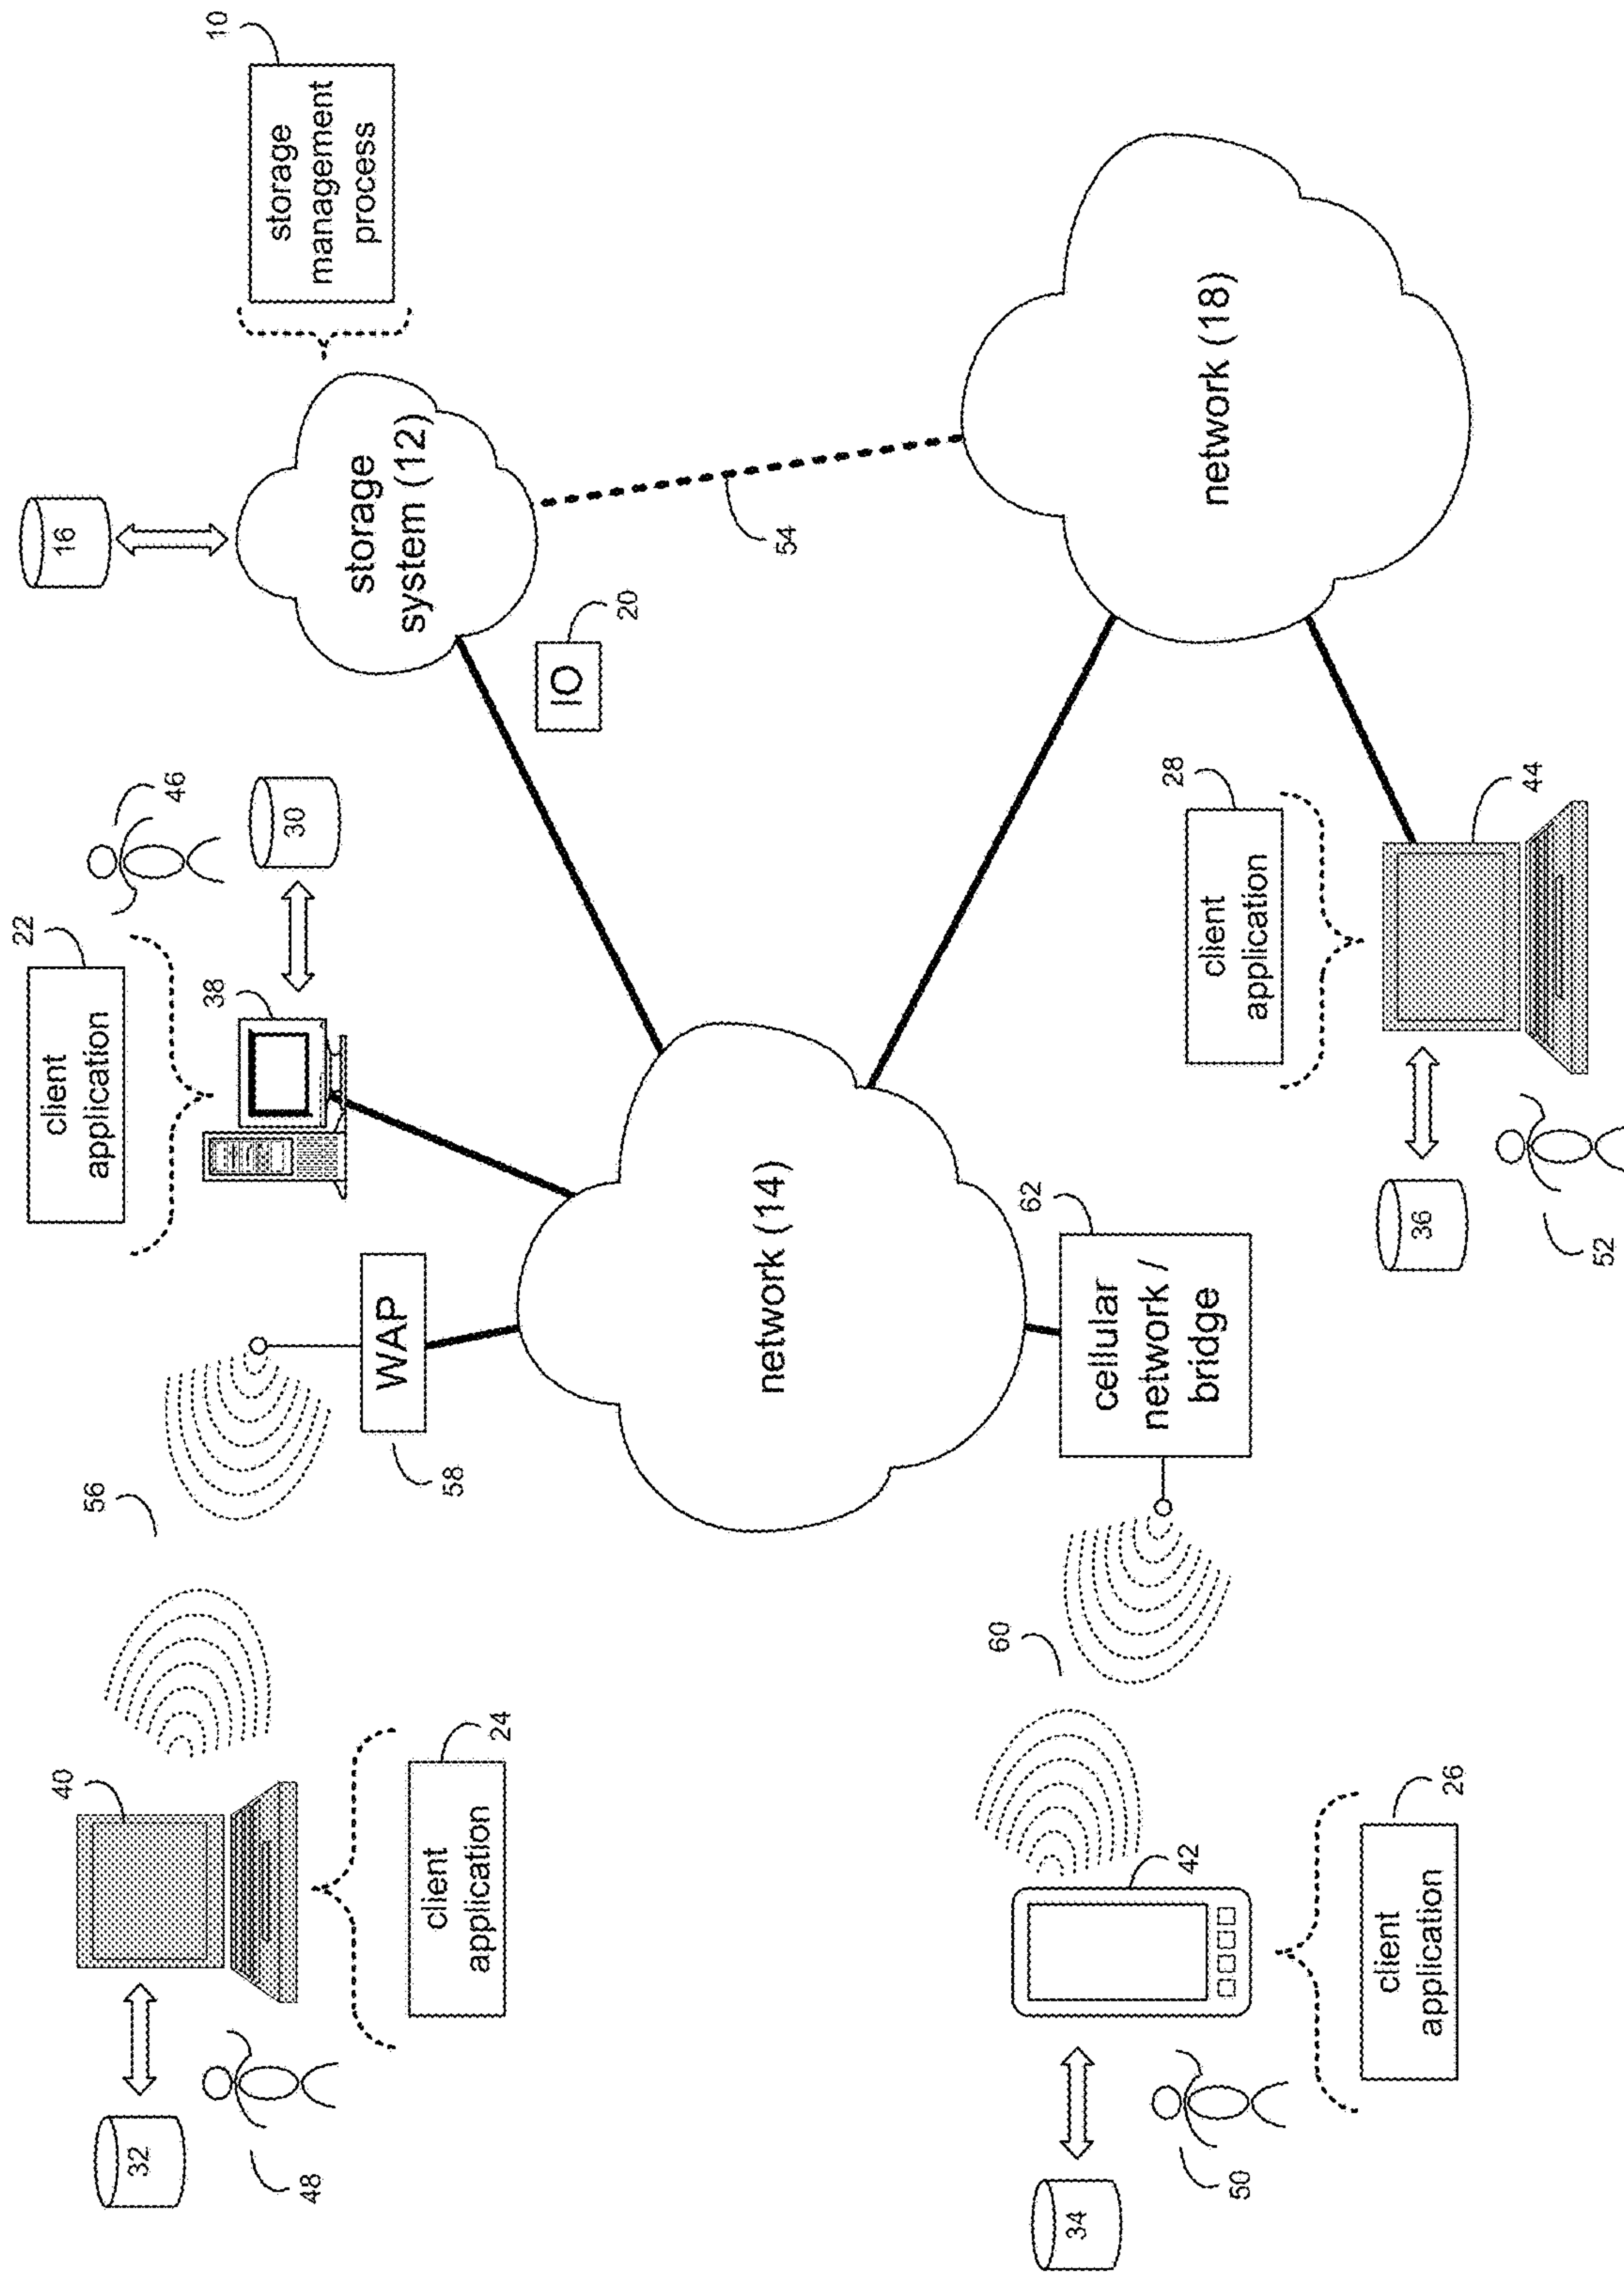 32
48
40
client
application
24
56
58
WAP
client
application
22
38
46
30
16
storage
system (12)
storage
management
process
10
IO
20
54
network (14)
network (18)
34
50
42
client
application
26
60
cellular
network /
bridge
62
36
52
client
application
28
44